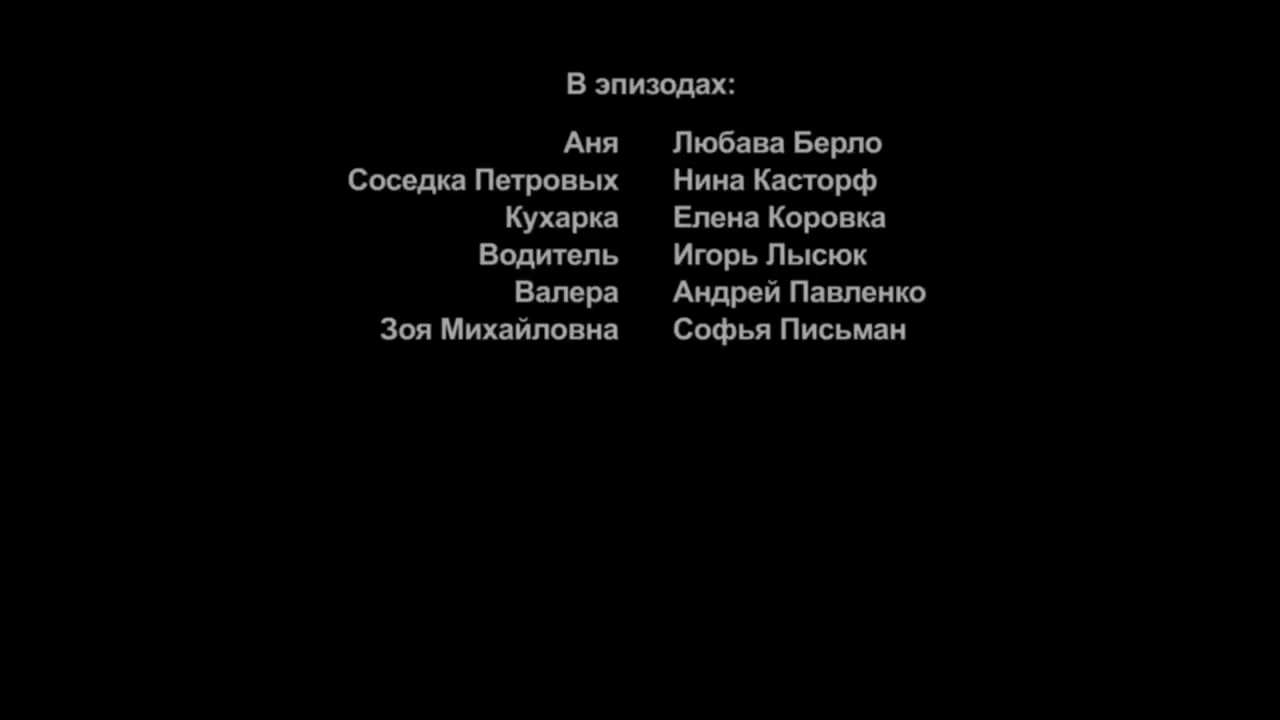 В эпизодах:
Аня Любава Берло
Соседка Петровых Нина Касторф
Кухарка Елена Коровка
Водитель Игорь Лысюк
Валера Андрей Павленко
Зоя Михайловна Софья Письман